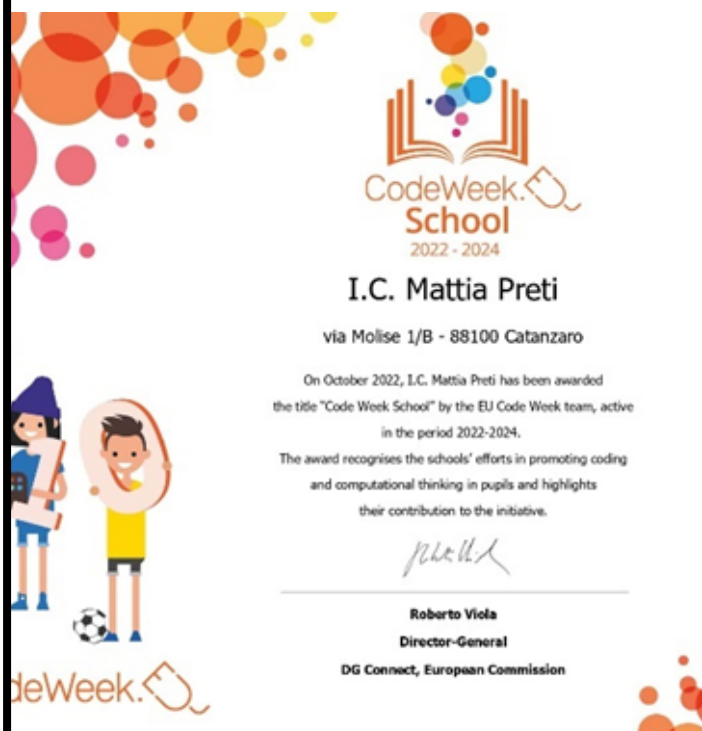 CodeWeek.EU
School
2022 - 2024
I.C. Mattia Preti
via Molise 1/B - 88100 Catanzaro
On October 2022, I.C. Mattia Preti has been awarded
the title "Code Week School" by the EU Code Week team, active
in the period 2022-2024.
The award recognises the schools' efforts in promoting coding
and computational thinking in pupils and highlights
their contribution to the initiative.
Roberto Viola
Director-General
DG Connect, European Commission
deWeek.EU